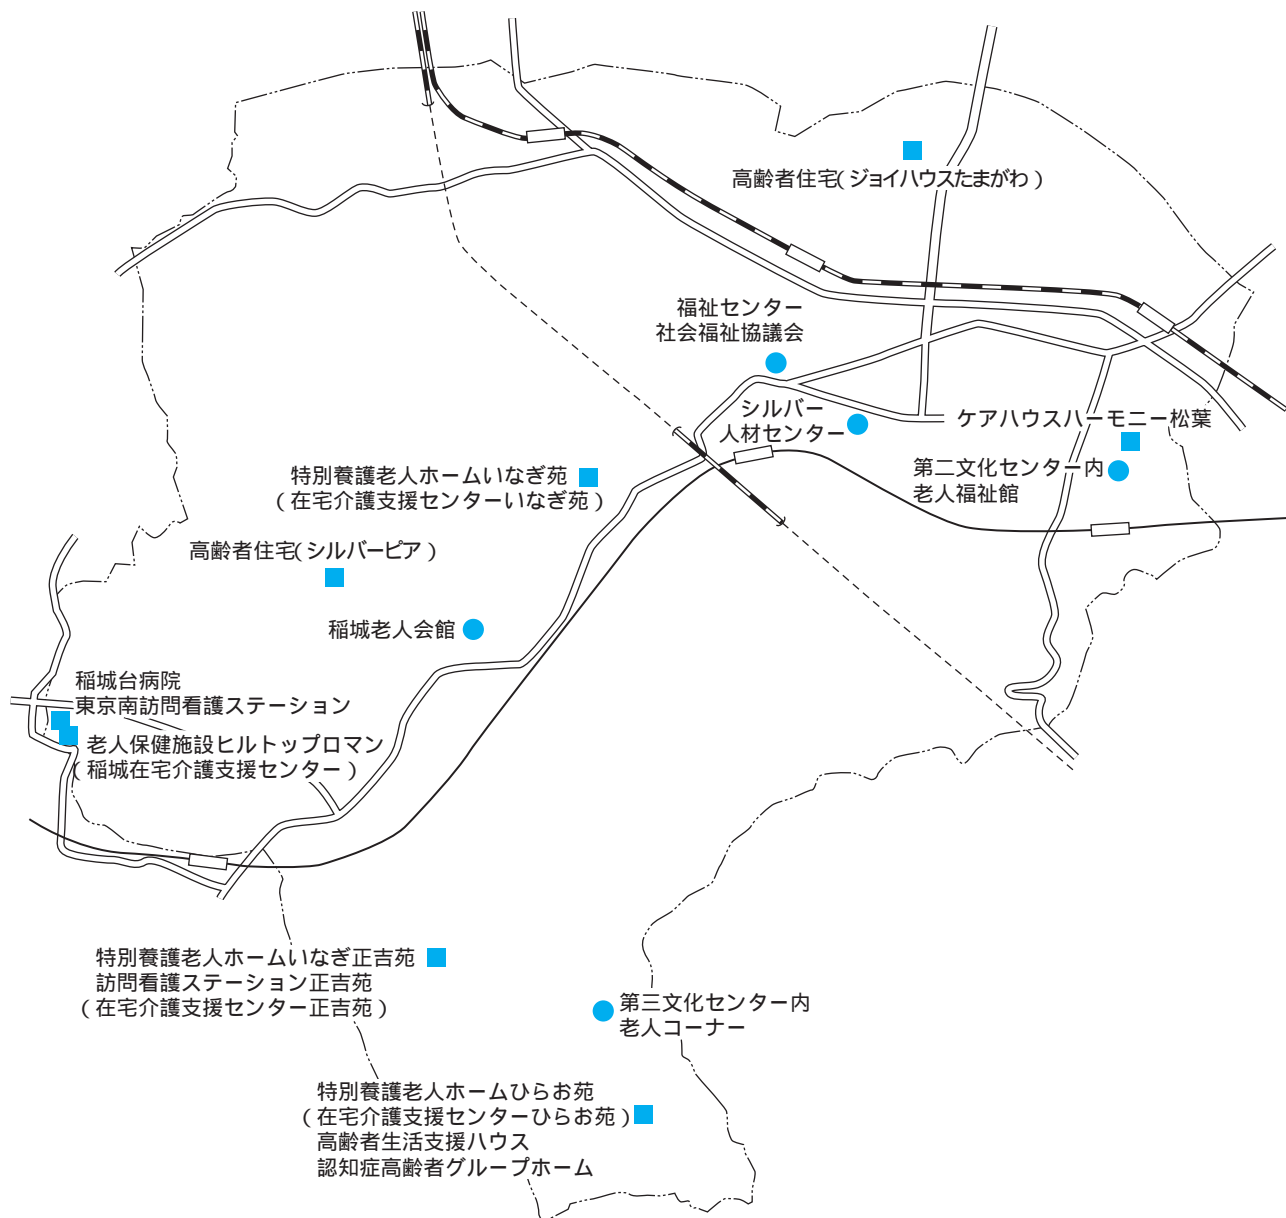 高齢者住宅(ジョイハウスたまがわ)
福祉センター
社会福祉協議会
シルバー
人材センター
ケアハウスハーモニー松葉
第二文化センター内
老人福祉館
特別養護老人ホームいなぎ苑
(在宅介護支援センターいなぎ苑)
高齢者住宅(シルバーピア)
稲城老人会館
稲城台病院
東京南訪問看護ステーション
老人保健施設ヒルトップロマン
(稲城在宅介護支援センター)
特別養護老人ホームいなぎ正吉苑
訪問看護ステーション正吉苑
(在宅介護支援センター正吉苑)
第三文化センター内
老人コーナー
特別養護老人ホームひらお苑
(在宅介護支援センターひらお苑)
高齢者生活支援ハウス
認知症高齢者グループホーム